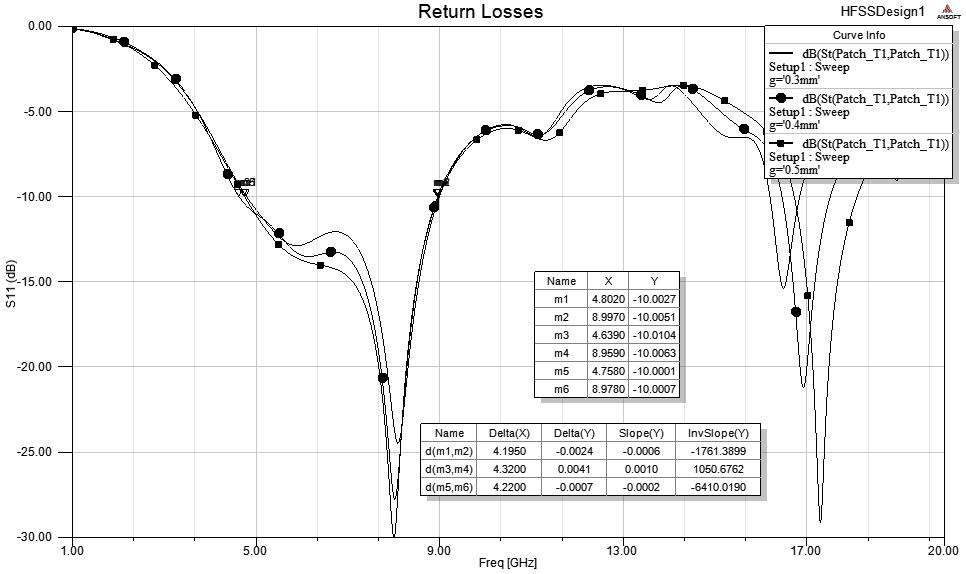 Return Losses
HFSSDesign1
ANSOFT
Curve Info
dB(St(Patch_T1,Patch_T1))
Setup1 : Sweep
g='0.3mm'
dB(St(Patch_T1,Patch_T1))
Setup1 : Sweep
g='0.4mm'
dB(St(Patch_T1,Patch_T1))
Setup1 : Sweep
g='0.5mm'
0.00
-5.00
-10.00
-15.00
-20.00
-25.00
-30.00
S11 (dB)
Name X Y
m1 4.8020 -10.0027
m2 8.9970 -10.0051
m3 4.6390 -10.0104
m4 8.9590 -10.0063
m5 4.7580 -10.0001
m6 8.9780 -10.0007
Name Delta(X) Delta(Y) Slope(Y) InvSlope(Y)
d(m1,m2) 4.1950 -0.0024 -0.0006 -1761.3899
d(m3,m4) 4.3200 0.0041 0.0010 1050.6762
d(m5,m6) 4.2200 -0.0007 -0.0002 -6410.0190
1.00 5.00 9.00 13.00 17.00 20.00
Freq [GHz]